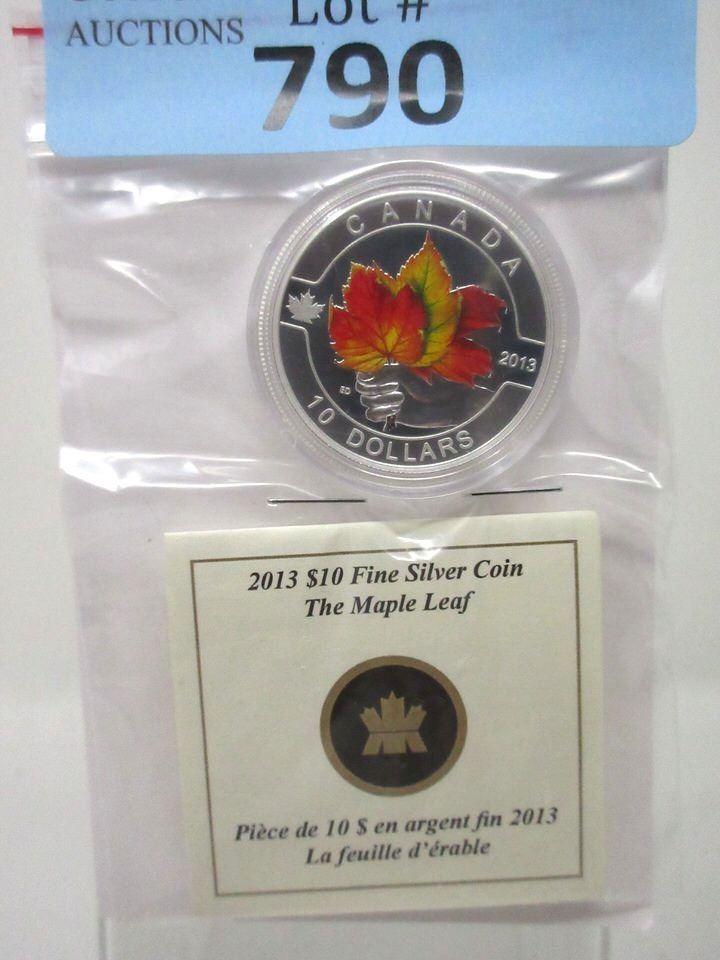 Lot #
AUCTIONS
790
CANADA
2013
ED
10 DOLLARS
2013 $10 Fine Silver Coin
The Maple Leaf
Pièce de 10 $ en argent fin 2013
La feuille d'érable